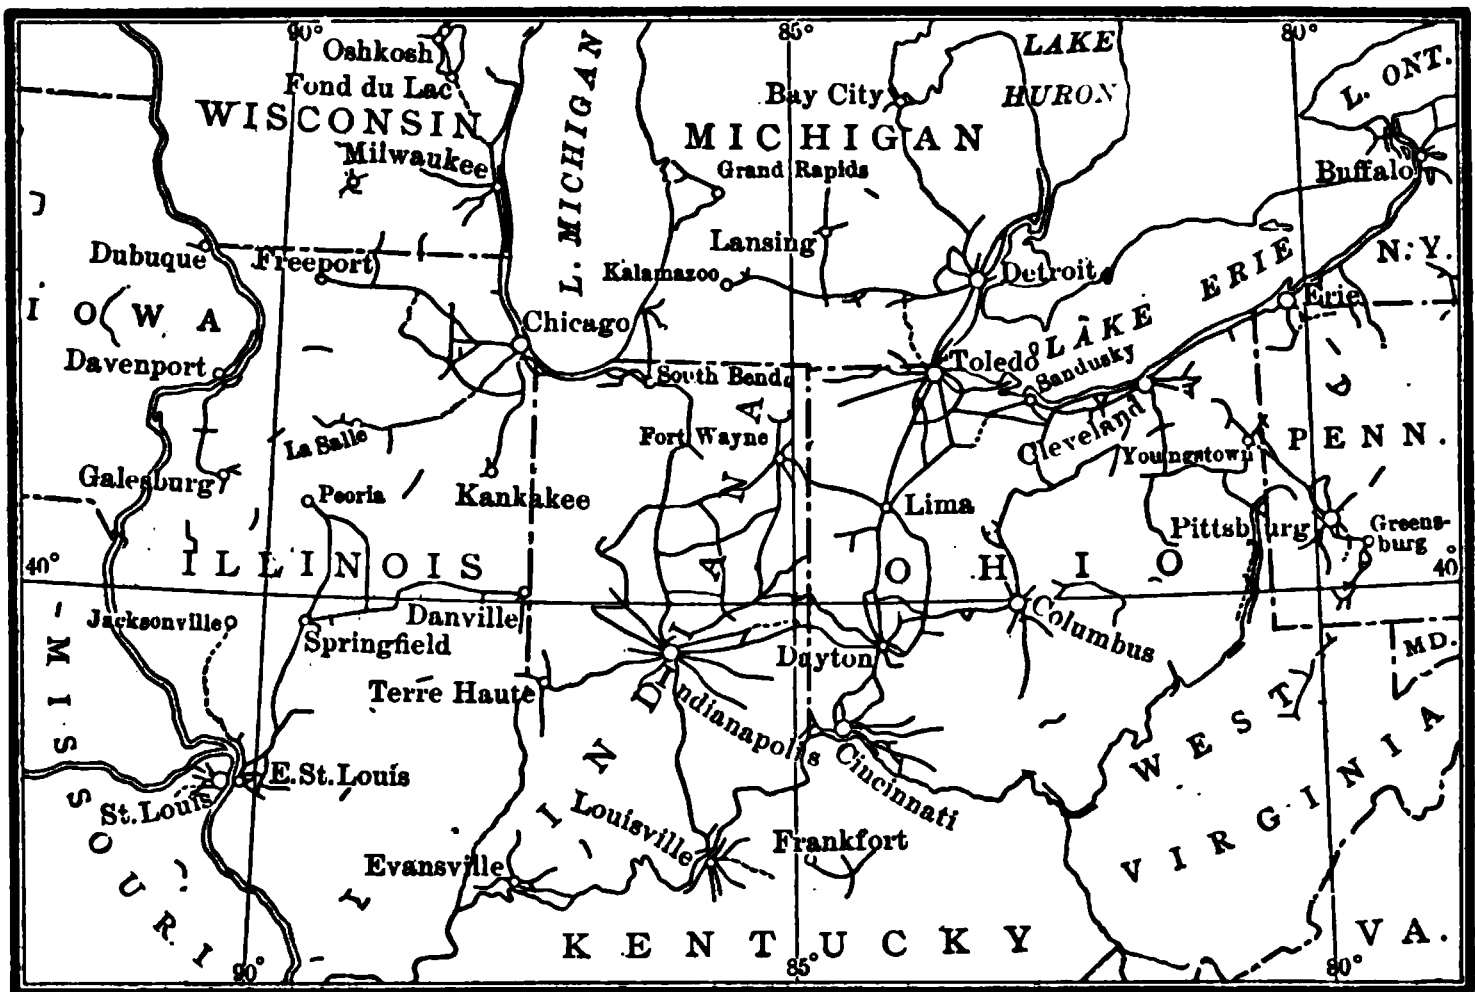 90°
85°
80°
Oshkosh
LAKE
HURON
L. ONT.
Fond du Lac
Bay City
WISCONSIN
MICHIGAN
L. MICHIGAN
Milwaukee
Grand Rapids
Buffalo
Dubuque
Freeport
Lansing
N. Y.
Kalamazoo
Detroit
LAKE ERIE
Erie
IOWA
Chicago
Davenport
South Bend
Toledo
Sandusky
La Salle
Fort Wayne
Cleveland
Youngstown
PENN.
Galesburg
Peoria
Kankakee
Lima
Pittsburg
Greens-
burg
40°
ILLINOIS
INDIANA
OHIO
40°
Jacksonville
Danville
Springfield
Dayton
Columbus
MD.
MISSOURI
Terre Haute
Indianapolis
Cincinnati
WEST
VIRGINIA
St. Louis
E. St. Louis
Louisville
Evansville
Frankfort
KENTUCKY
VA.
90°
85°
80°